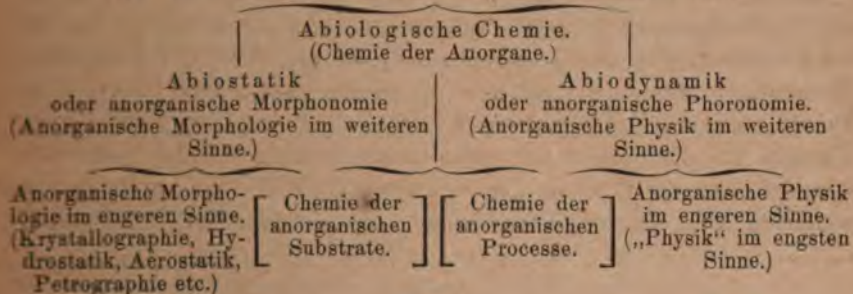 Abiologische Chemie.
(Chemie der Anorgane.)
Abiostatik
oder anorganische Morphonomie
(Anorganische Morphologie im weiteren
Sinne.)
Abiodynamik
oder anorganische Phoronomie.
(Anorganische Physik im weiteren
Sinne.)
Anorganische Morpho-
logie im engeren Sinne.
(Krystallographie, Hy-
drostatik, Aërostatik,
Petrographie etc.)
[Chemie der
anorganischen
Substrate.]
[Chemie der
anorganischen
Processe.]
Anorganische Physik
im engeren Sinne.
(„Physik“ im engsten
Sinne.)